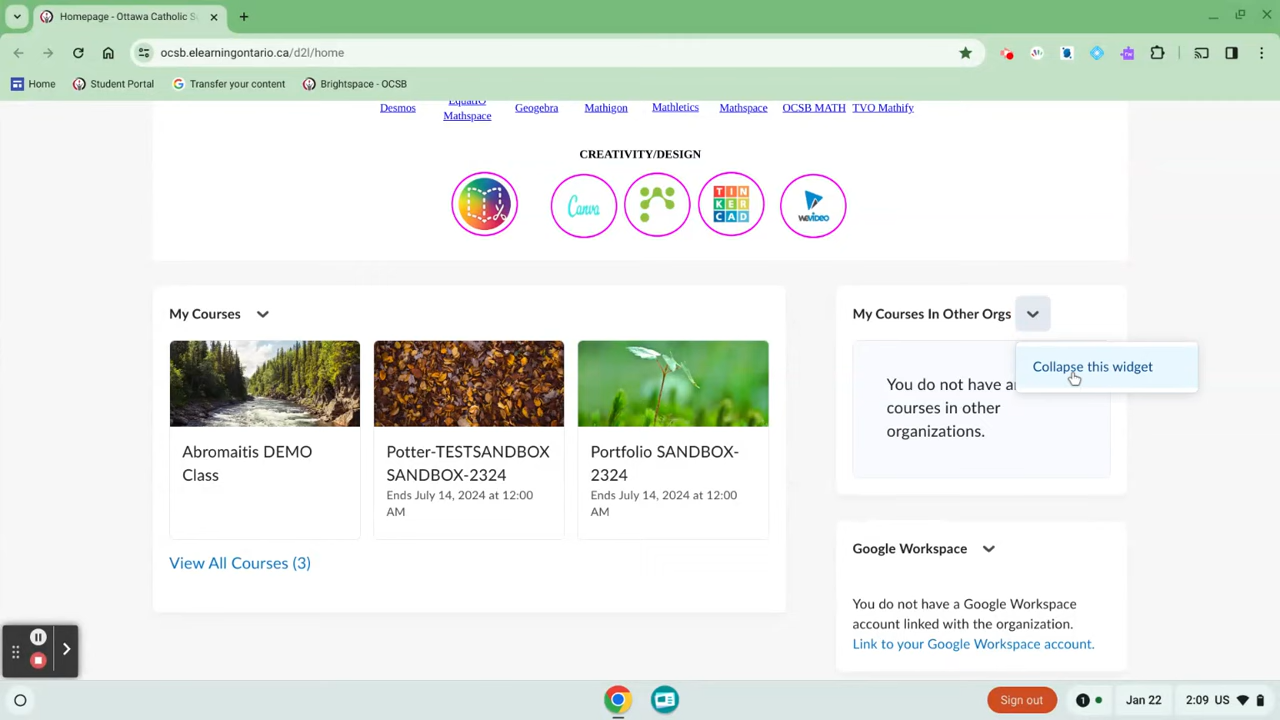 Homepage - Ottawa Catholic S
ocsb.elearningontario.ca/d2l/home
Home
Student Portal
Transfer your content
Brightspace - OCSB
Desmos
EquatIO
Mathspace
Geogebra
Mathigon
Mathletics
Mathspace
OCSB MATH
TVO Mathify
CREATIVITY/DESIGN
Canva
TIN
KER
CAD
WEVIDEO
My Courses
Abromaitis DEMO
Class
Potter-TESTSANDBOX
SANDBOX-2324
Ends July 14, 2024 at 12:00
AM
Portfolio SANDBOX-
2324
Ends July 14, 2024 at 12:00
AM
View All Courses (3)
My Courses In Other Orgs
Collapse this widget
You do not have a
courses in other
organizations.
Google Workspace
You do not have a Google Workspace
account linked with the organization.
Link to your Google Workspace account.
Sign out
1
Jan 22
2:09 US